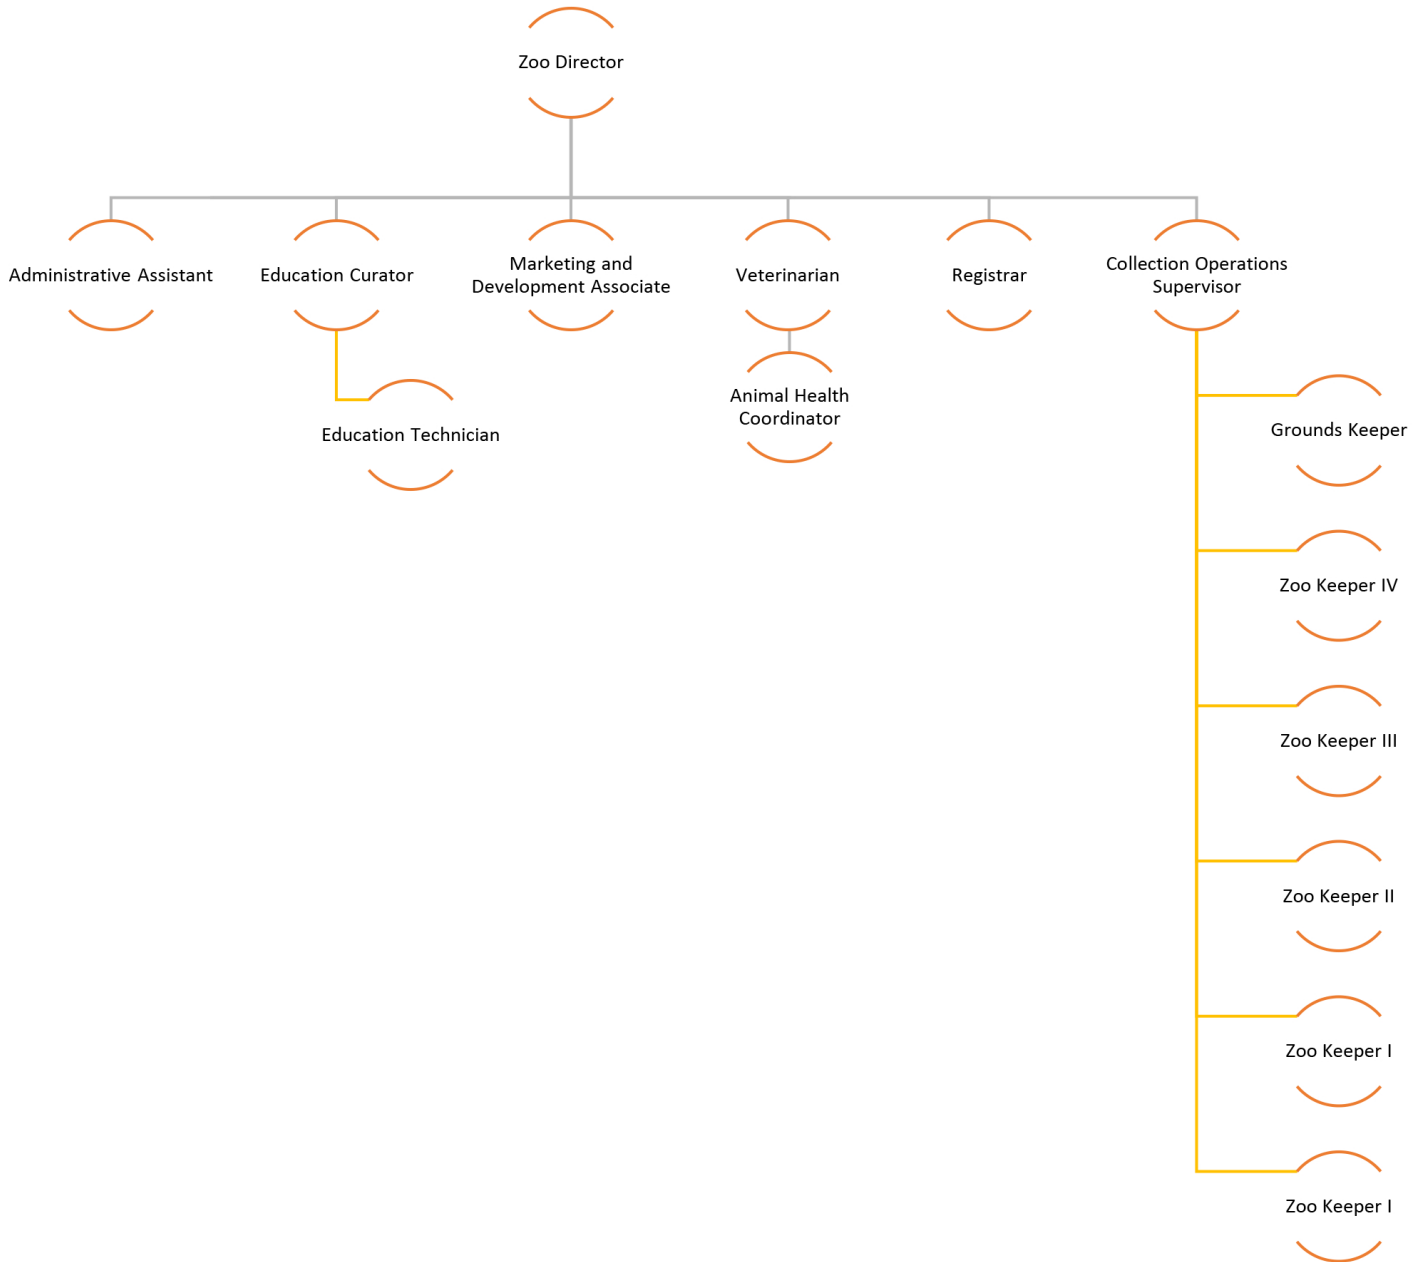 Zoo Director
Administrative Assistant
Education Curator
Marketing and
Development Associate
Veterinarian
Registrar
Collection Operations
Supervisor
Education Technician
Animal Health
Coordinator
Grounds Keeper
Zoo Keeper IV
Zoo Keeper III
Zoo Keeper II
Zoo Keeper I
Zoo Keeper I